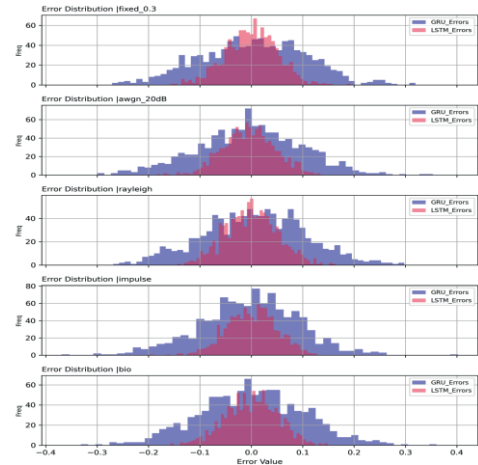 Error Distribution |fixed_0.3
Freq
60
40
20
0
GRU_Errors
LSTM_Errors
Error Distribution |awgn_20dB
Freq
60
40
20
0
GRU_Errors
LSTM_Errors
Error Distribution |rayleigh
Freq
40
20
0
GRU_Errors
LSTM_Errors
Error Distribution |impulse
Freq
80
60
40
20
0
GRU_Errors
LSTM_Errors
Error Distribution |bio
Freq
60
40
20
0
GRU_Errors
LSTM_Errors
−0.4 −0.3 −0.2 −0.1 0.0 0.1 0.2 0.3 0.4
Error Value